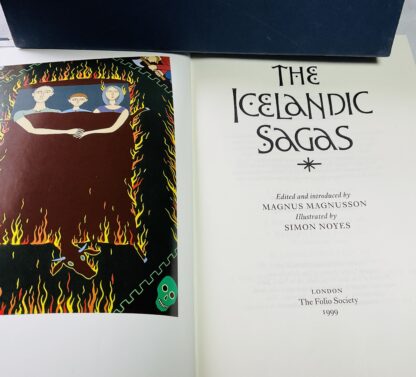 THE
ICELANDIC
SAGAS
Edited and introduced by
MAGNUS MAGNUSSON
Illustrated by
SIMON NOYES
LONDON
The Folio Society
1999